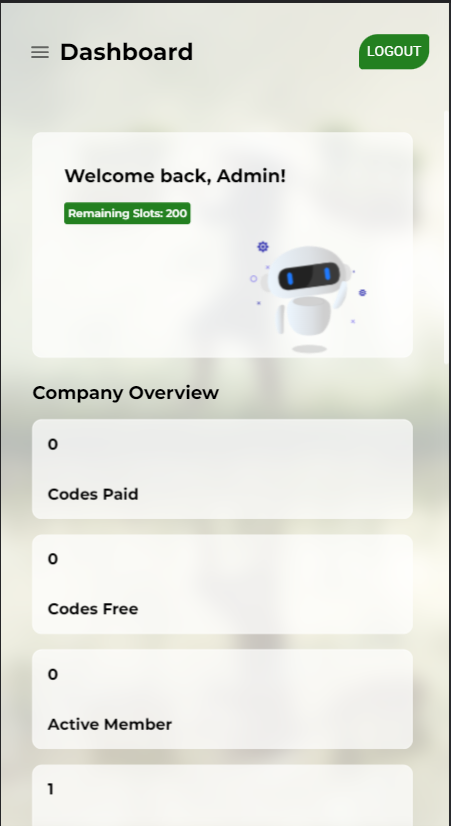 Dashboard
LOGOUT
Welcome back, Admin!
Remaining Slots: 200
Company Overview
0
Codes Paid
0
Codes Free
0
Active Member
1